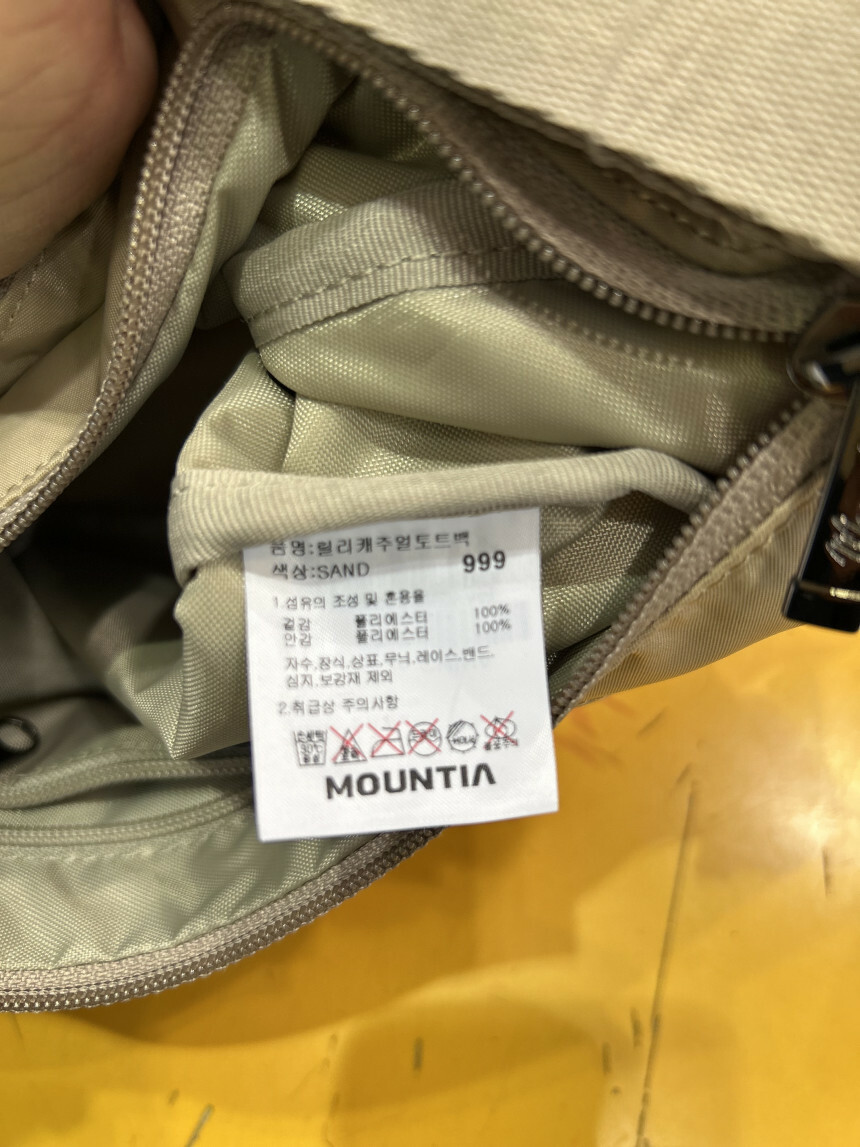 품명:릴리캐주얼도트백
색상:SAND 999
1.섬유의 조성 및 혼용율
겉감 폴리에스터 100%
안감 폴리에스터 100%
자수.장식.상표.무늬.레이스.밴드.
심지.보강재 제외
2.취급상 주의사항
30℃
MOUNTIA